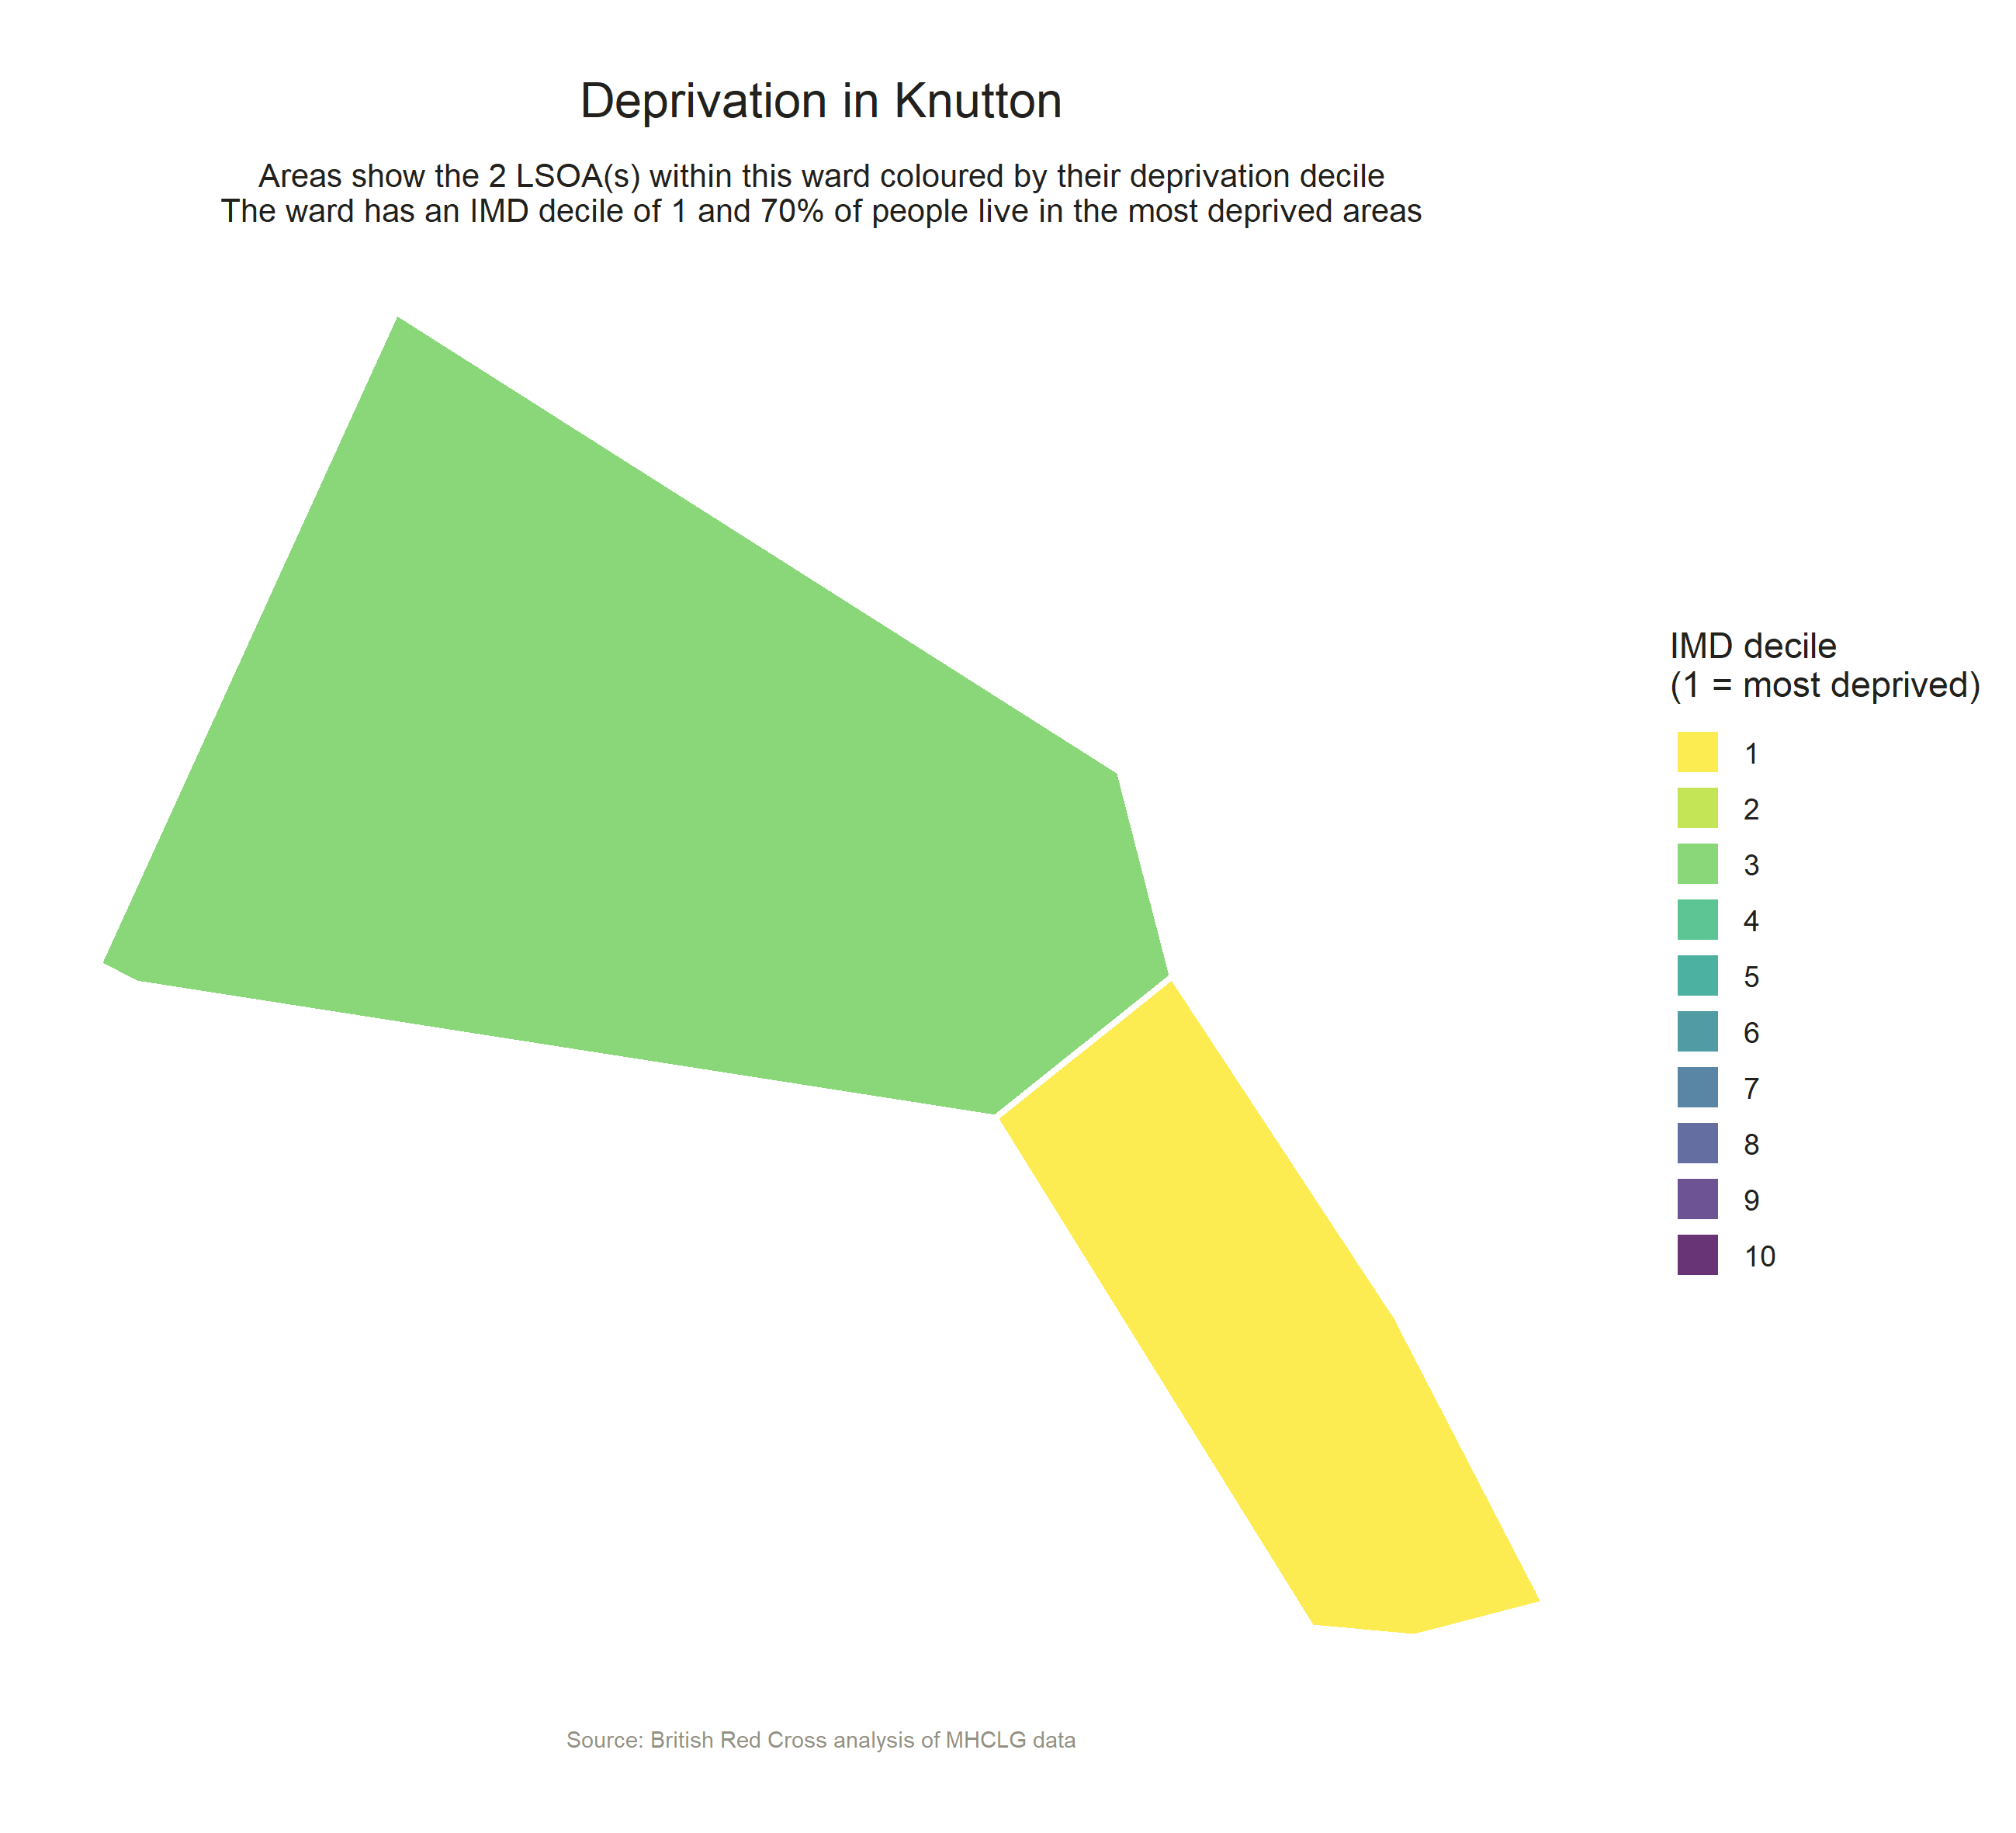 Deprivation in Knutton
Areas show the 2 LSOA(s) within this ward coloured by their deprivation decile
The ward has an IMD decile of 1 and 70% of people live in the most deprived areas
IMD decile
(1 = most deprived)
1
2
3
4
5
6
7
8
9
10
Source: British Red Cross analysis of MHCLG data